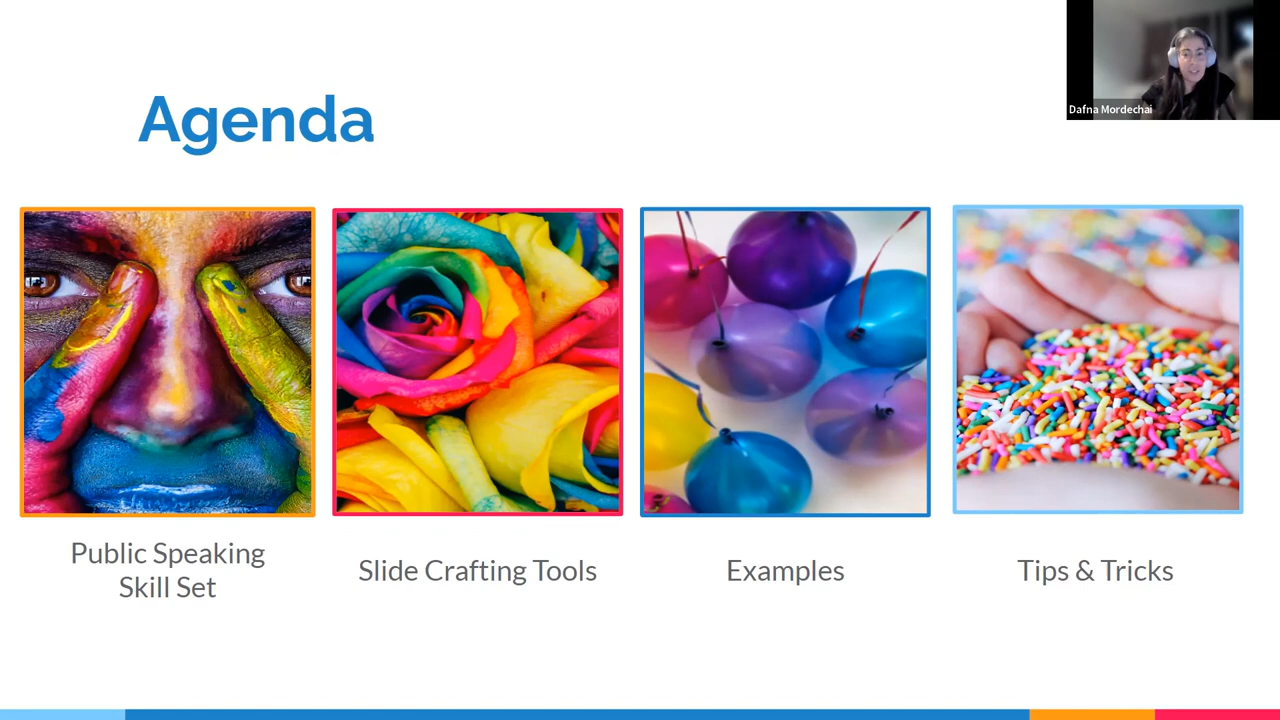 Agenda
Dafna Mordechai
Public Speaking
Skill Set
Slide Crafting Tools
Examples
Tips & Tricks